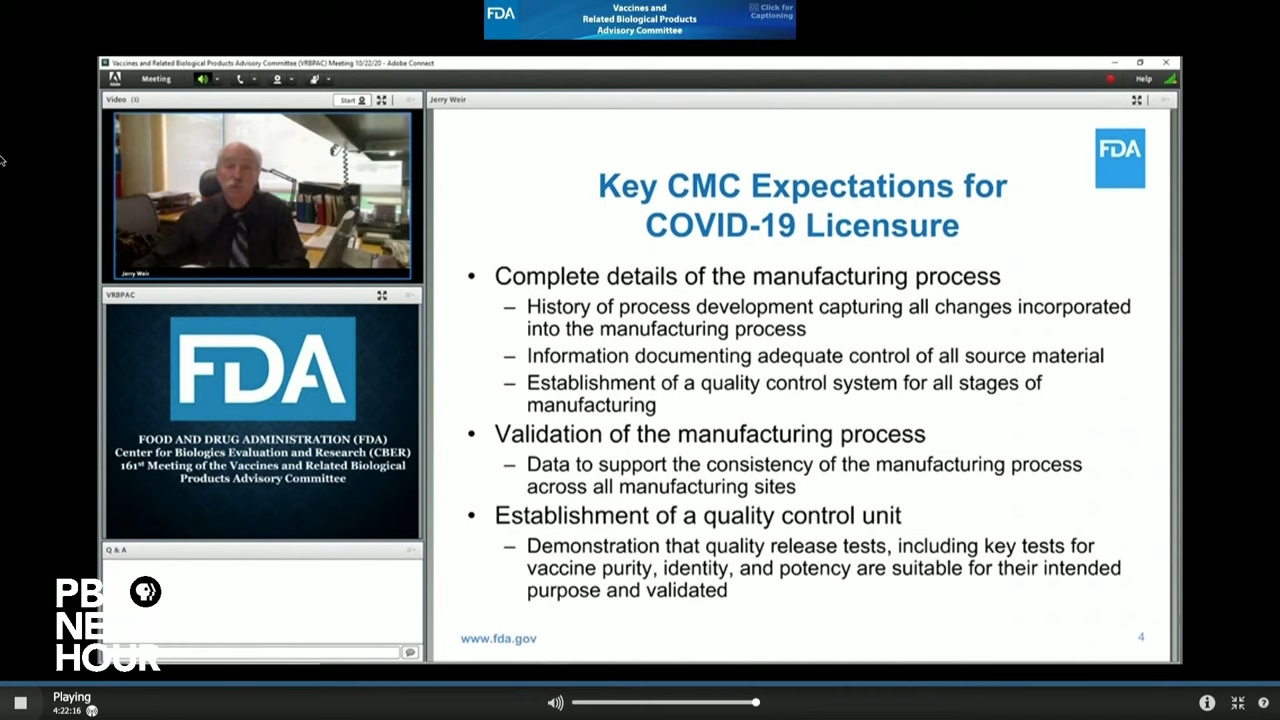 FDA
Vaccines and
Related Biological Products
Advisory Committee
Click for
Captioning
Vaccines and Related Biological Products Advisory Committee (VRBPAC) Meeting 10/22/20 - Adobe Connect
Meeting
Help
Video (3)
Start
Jerry Weir
Jerry Weir
VRBPAC
FDA
FOOD AND DRUG ADMINISTRATION (FDA)
Center for Biologics Evaluation and Research (CBER)
161st Meeting of the Vaccines and Related Biological
Products Advisory Committee
Q & A
FDA
Key CMC Expectations for
COVID-19 Licensure
• Complete details of the manufacturing process
– History of process development capturing all changes incorporated
into the manufacturing process
– Information documenting adequate control of all source material
– Establishment of a quality control system for all stages of
manufacturing
• Validation of the manufacturing process
– Data to support the consistency of the manufacturing process
across all manufacturing sites
• Establishment of a quality control unit
– Demonstration that quality release tests, including key tests for
vaccine purity, identity, and potency are suitable for their intended
purpose and validated
www.fda.gov
4
PB
NE
HOUR
Playing
4:22:16